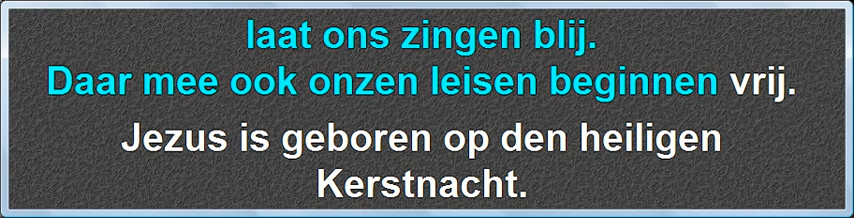 laat ons zingen blij.
Daar mee ook onzen leisen beginnen vrij.
Jezus is geboren op den heiligen
Kerstnacht.